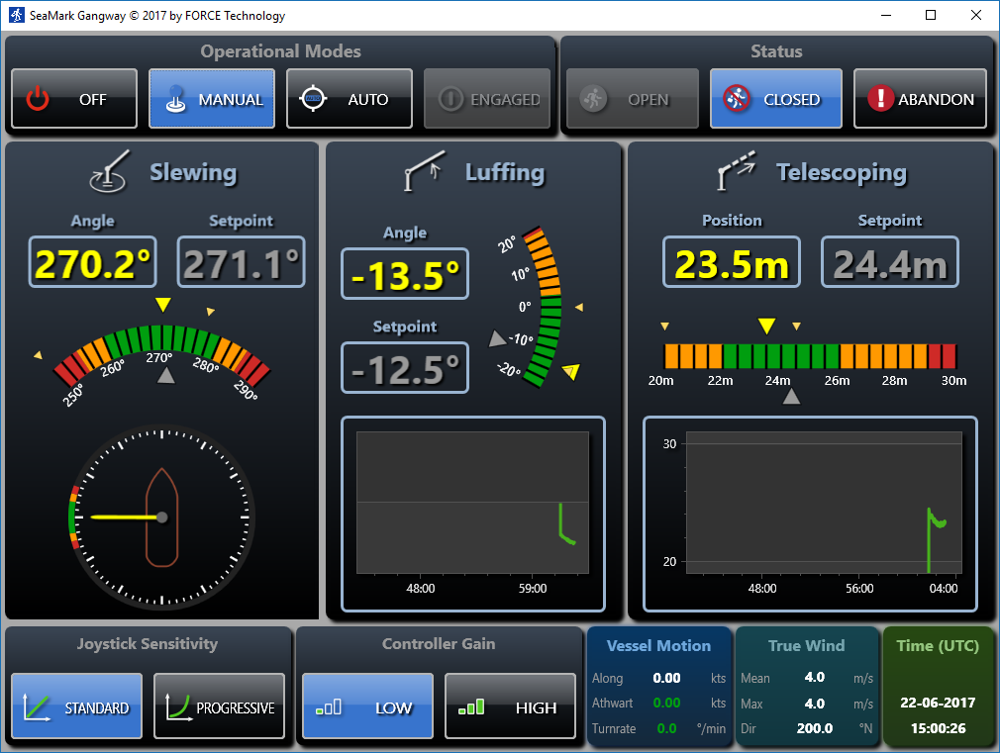 SeaMark Gangway © 2017 by FORCE Technology
Operational Modes
OFF
MANUAL
AUTO
ENGAGED
Status
OPEN
CLOSED
ABANDON
Slewing
Angle
Setpoint
270.2°
271.1°
250°
260°
270°
280°
290°
Luffing
Angle
-13.5°
Setpoint
-12.5°
20°
10°
0°
-10°
-20°
48:00
59:00
Telescoping
Position
Setpoint
23.5m
24.4m
20m
22m
24m
26m
28m
30m
30
20
48:00
56:00
04:00
Joystick Sensitivity
STANDARD
PROGRESSIVE
Controller Gain
LOW
HIGH
Vessel Motion
Along 0.00 kts
Athwart 0.00 kts
Turnrate 0.0 °/min
True Wind
Mean 4.0 m/s
Max 4.0 m/s
Dir 200.0 °N
Time (UTC)
22-06-2017
15:00:26